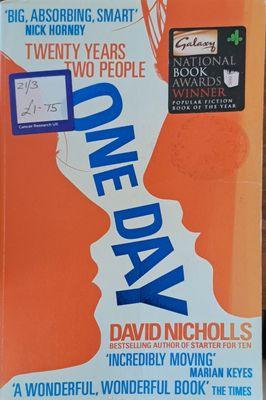 'BIG, ABSORBING, SMART'
NICK HORNBY
TWENTY YEARS
TWO PEOPLE
21/3
£1-75
Cancer Research UK
Galaxy
NATIONAL
BOOK
AWARDS
WINNER
POPULAR FICTION
BOOK OF THE YEAR
ONE DAY
DAVID NICHOLLS
BESTSELLING AUTHOR OF STARTER FOR TEN
'INCREDIBLY MOVING'
MARIAN KEYES
'A WONDERFUL, WONDERFUL BOOK' THE TIMES